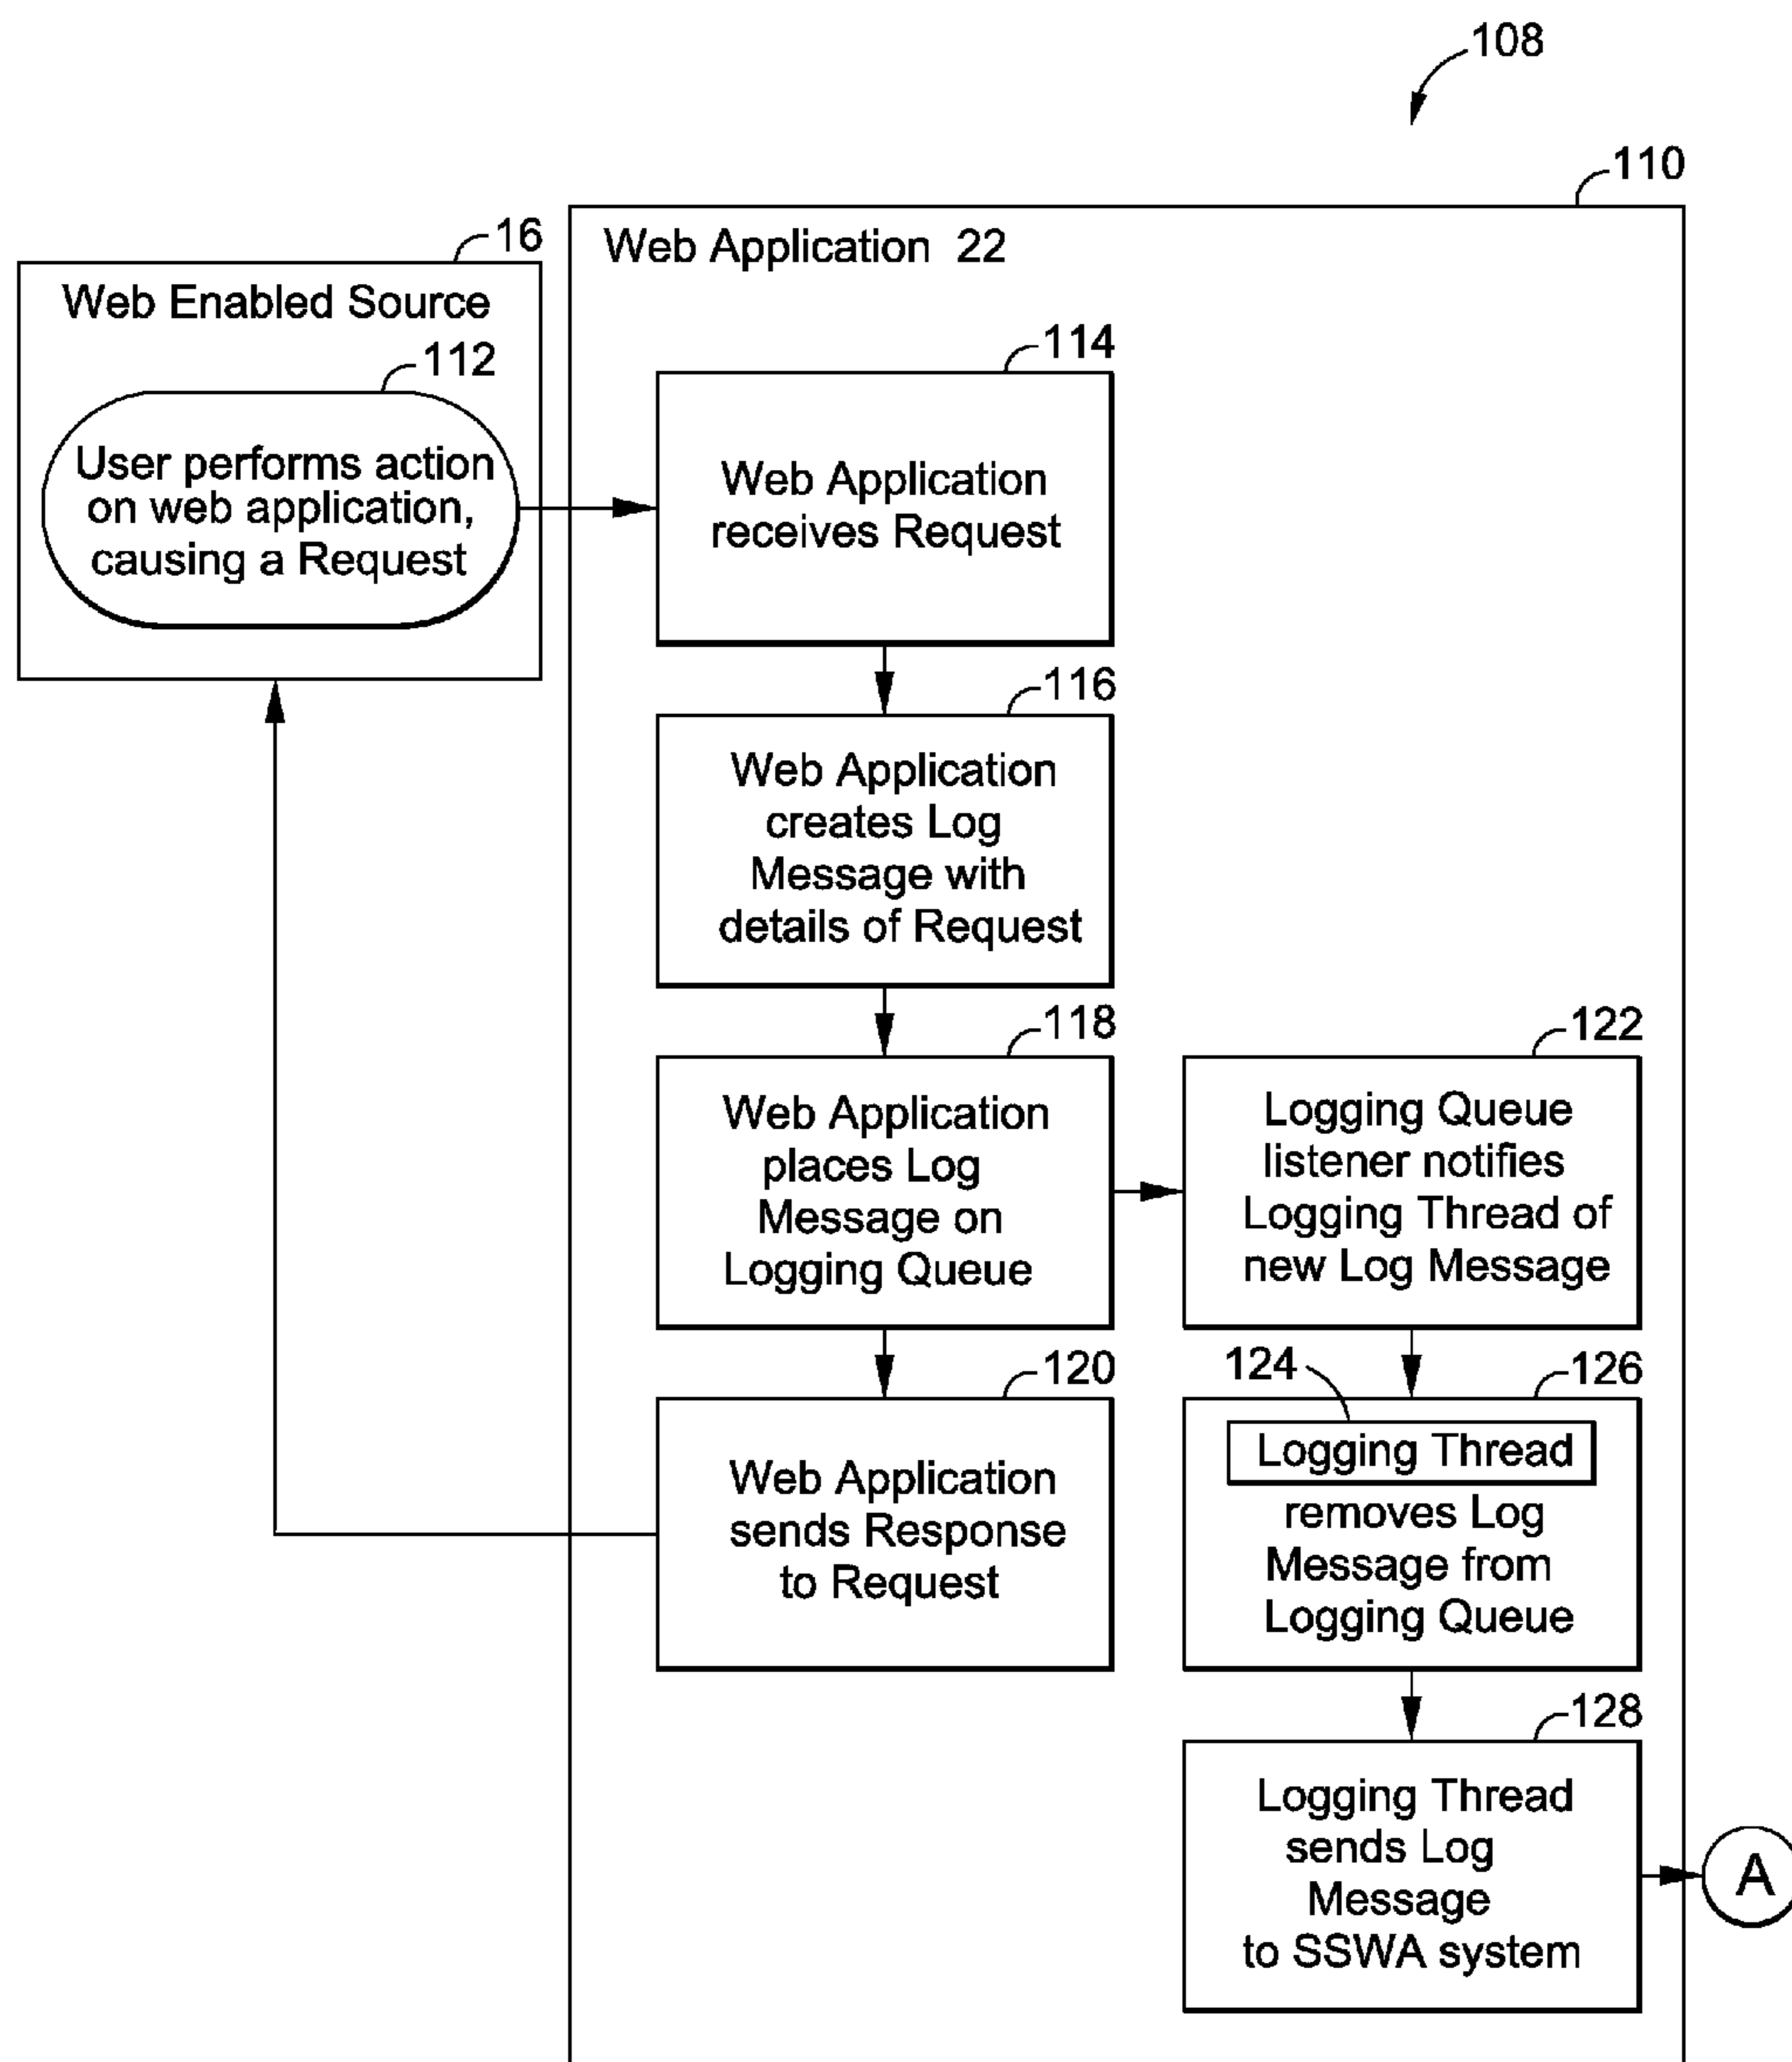 108
110
16
Web Application 22
Web Enabled Source
112
114
User performs action
on web application,
causing a Request
Web Application
receives Request
116
Web Application
creates Log
Message with
details of Request
118
122
Web Application
places Log
Message on
Logging Queue
Logging Queue
listener notifies
Logging Thread of
new Log Message
120
124
126
Web Application
sends Response
to Request
Logging Thread
removes Log
Message from
Logging Queue
128
Logging Thread
sends Log
Message
to SSWA system
A